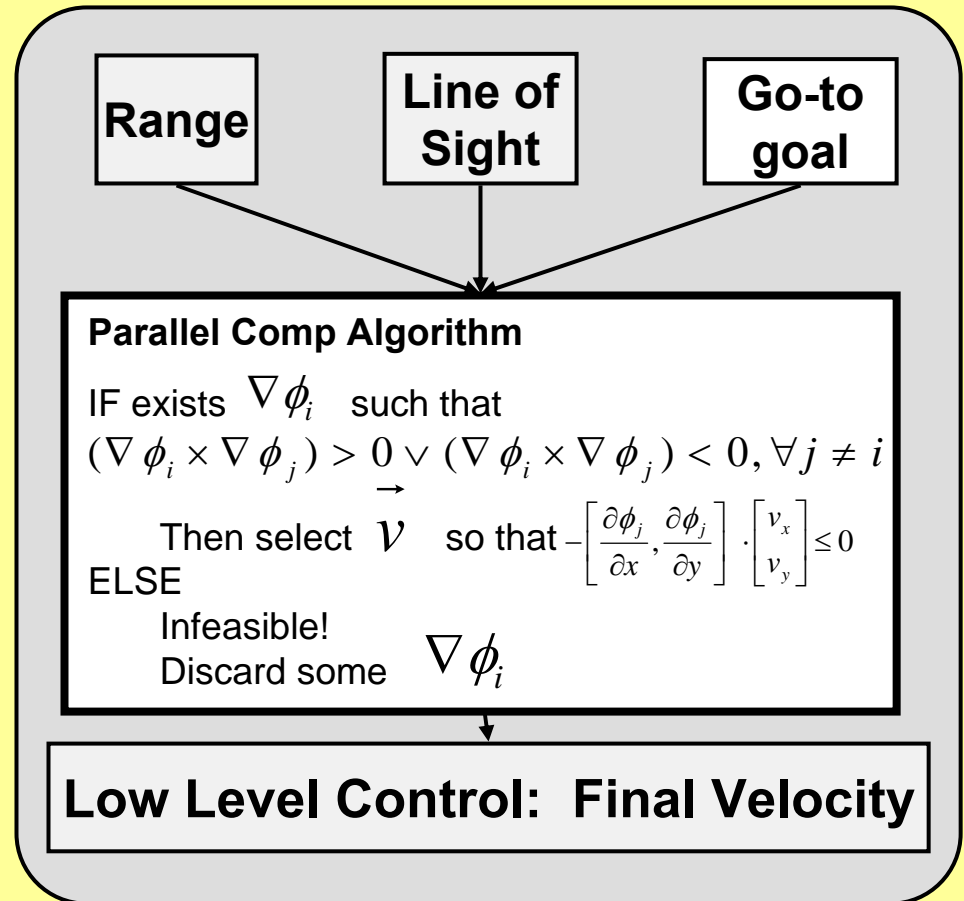 Range
Line of
Sight
Go-to
goal
Parallel Comp Algorithm
IF exists ∇ϕ_i such that
(∇ϕ_i × ∇ϕ_j) > 0 ∨ (∇ϕ_i × ∇ϕ_j) < 0, ∀j ≠ i
Then select \vec{v} so that −[∂ϕ_j/∂x, ∂ϕ_j/∂y] · [v_x v_y] ≤ 0
ELSE
Infeasible!
Discard some ∇ϕ_i
Low Level Control: Final Velocity